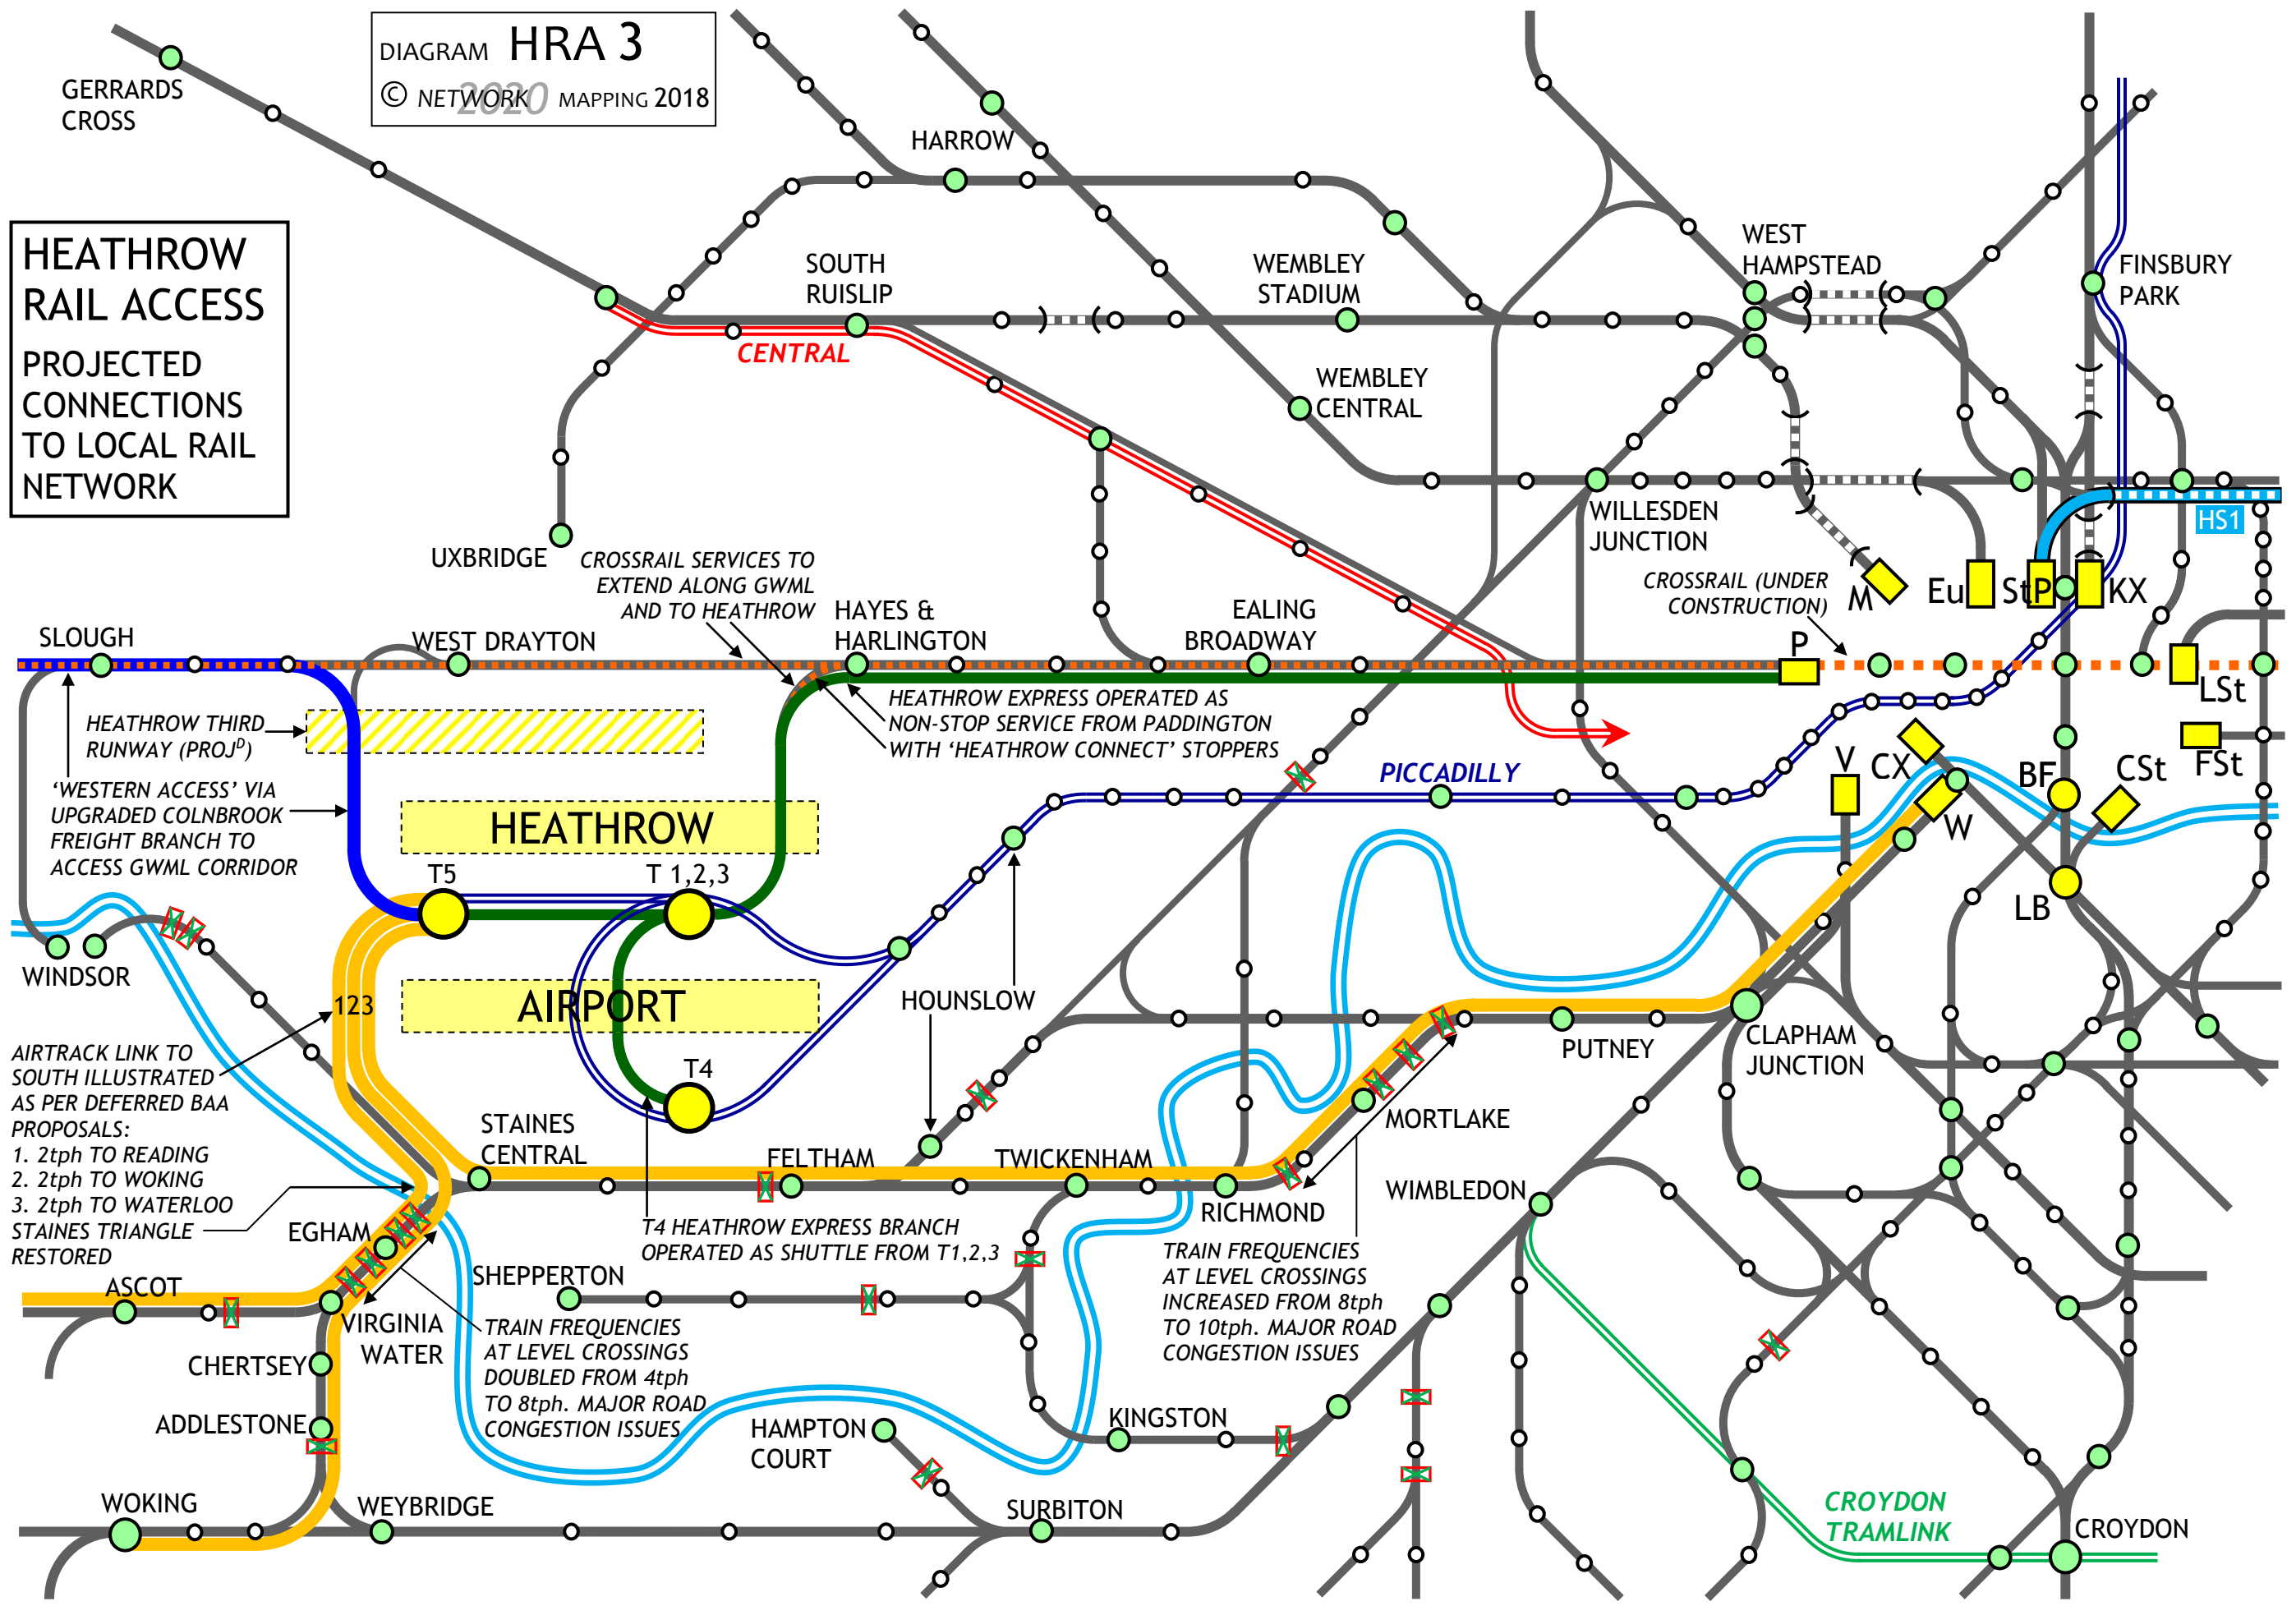 DIAGRAM HRA 3
© NETWORK 2020 MAPPING 2018
GERRARDS
CROSS
HARROW
HEATHROW
RAIL ACCESS
PROJECTED
CONNECTIONS
TO LOCAL RAIL
NETWORK
SOUTH
RUISLIP
CENTRAL
WEMBLEY
STADIUM
WEST
HAMPSTEAD
FINSBURY
PARK
WEMBLEY
CENTRAL
UXBRIDGE
WILLESDEN
JUNCTION
HS1
CROSSRAIL SERVICES TO
EXTEND ALONG GWML
AND TO HEATHROW
CROSSRAIL (UNDER
CONSTRUCTION)
M
Eu
StP
KX
SLOUGH
WEST DRAYTON
HAYES &
HARLINGTON
EALING
BROADWAY
P
LSt
HEATHROW THIRD
RUNWAY (PROJD)
HEATHROW EXPRESS OPERATED AS
NON-STOP SERVICE FROM PADDINGTON
WITH ‘HEATHROW CONNECT’ STOPPERS
‘WESTERN ACCESS’ VIA
UPGRADED COLNBROOK
FREIGHT BRANCH TO
ACCESS GWML CORRIDOR
PICCADILLY
V
CX
W
BF
CSt
FSt
LB
HEATHROW
T5
T 1,2,3
WINDSOR
123
AIRPORT
HOUNSLOW
T4
AIRTRACK LINK TO
SOUTH ILLUSTRATED
AS PER DEFERRED BAA
PROPOSALS:
1. 2tph TO READING
2. 2tph TO WOKING
3. 2tph TO WATERLOO
STAINES TRIANGLE
RESTORED
STAINES
CENTRAL
FELTHAM
TWICKENHAM
RICHMOND
MORTLAKE
PUTNEY
CLAPHAM
JUNCTION
WIMBLEDON
EGHAM
T4 HEATHROW EXPRESS BRANCH
OPERATED AS SHUTTLE FROM T1,2,3
ASCOT
SHEPPERTON
VIRGINIA
WATER
TRAIN FREQUENCIES
AT LEVEL CROSSINGS
DOUBLED FROM 4tph
TO 8tph. MAJOR ROAD
CONGESTION ISSUES
TRAIN FREQUENCIES
AT LEVEL CROSSINGS
INCREASED FROM 8tph
TO 10tph. MAJOR ROAD
CONGESTION ISSUES
CHERTSEY
ADDLESTONE
HAMPTON
COURT
KINGSTON
WOKING
WEYBRIDGE
SURBITON
CROYDON
TRAMLINK
CROYDON